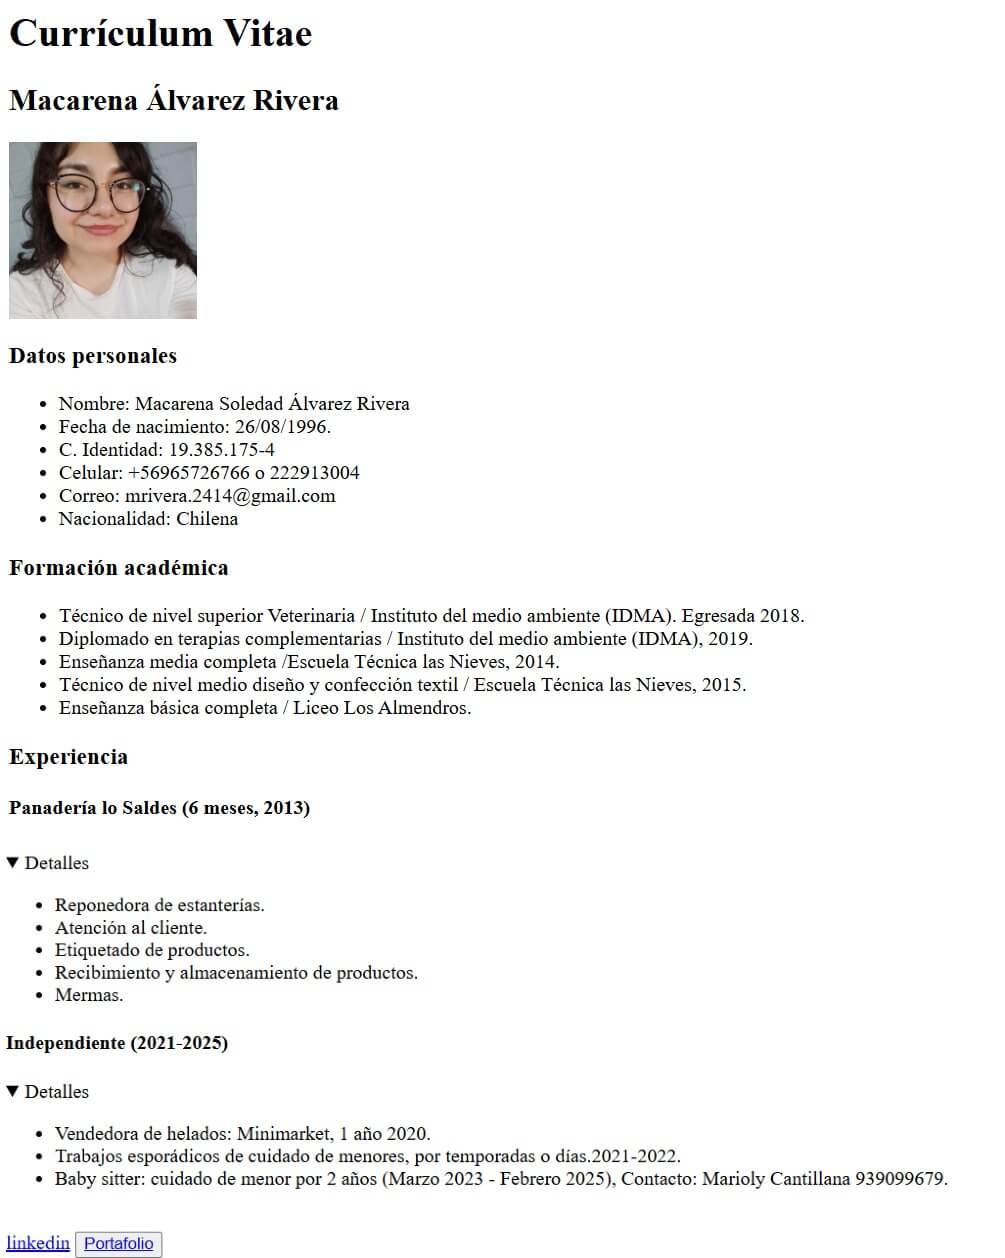 Currículum Vitae
Macarena Álvarez Rivera
Datos personales
Nombre: Macarena Soledad Álvarez Rivera
Fecha de nacimiento: 26/08/1996.
C. Identidad: 19.385.175-4
Celular: +56965726766 o 222913004
Correo: mrivera.2414@gmail.com
Nacionalidad: Chilena
Formación académica
Técnico de nivel superior Veterinaria / Instituto del medio ambiente (IDMA). Egresada 2018.
Diplomado en terapias complementarias / Instituto del medio ambiente (IDMA), 2019.
Enseñanza media completa /Escuela Técnica las Nieves, 2014.
Técnico de nivel medio diseño y confección textil / Escuela Técnica las Nieves, 2015.
Enseñanza básica completa / Liceo Los Almendros.
Experiencia
Panadería lo Saldes (6 meses, 2013)
Detalles
Reponedora de estanterías.
Atención al cliente.
Etiquetado de productos.
Recibimiento y almacenamiento de productos.
Mermas.
Independiente (2021-2025)
Detalles
Vendedora de helados: Minimarket, 1 año 2020.
Trabajos esporádicos de cuidado de menores, por temporadas o días.2021-2022.
Baby sitter: cuidado de menor por 2 años (Marzo 2023 - Febrero 2025), Contacto: Marioly Cantillana 939099679.
linkedin Portafolio